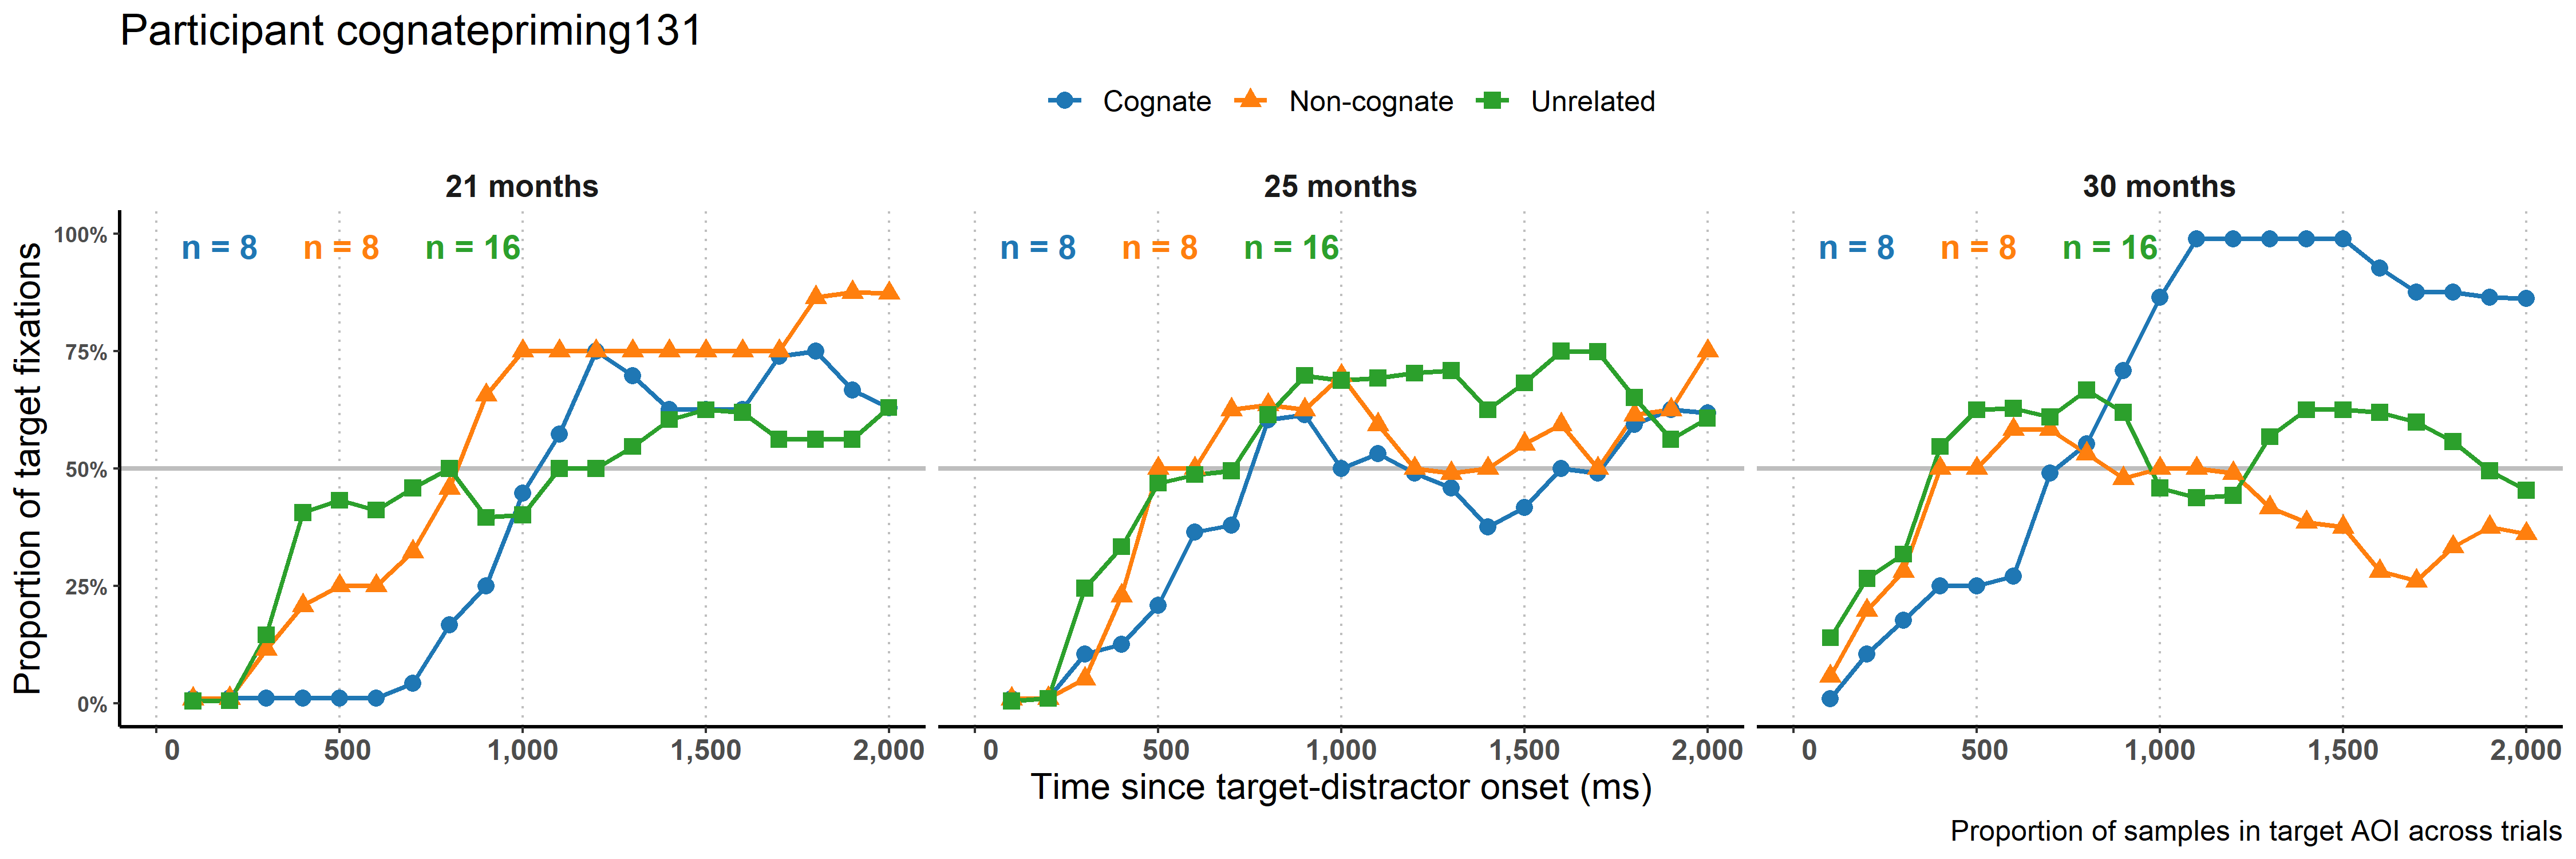 Participant cognatepriming131
Cognate Non-cognate Unrelated
21 months 25 months 30 months
Proportion of target fixations
100%
75%
50%
25%
0%
n = 8 n = 8 n = 16
n = 8 n = 8 n = 16
n = 8 n = 8 n = 16
0 500 1,000 1,500 2,000
0 500 1,000 1,500 2,000
0 500 1,000 1,500 2,000
Time since target-distractor onset (ms)
Proportion of samples in target AOI across trials